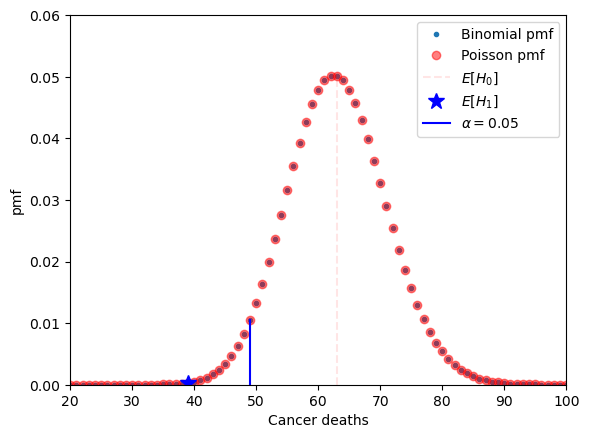 0.06
0.05
0.04
0.03
0.02
0.01
0.00
pmf
20 30 40 50 60 70 80 90 100
Cancer deaths
Binomial pmf
Poisson pmf
E[H₀]
E[H₁]
α = 0.05